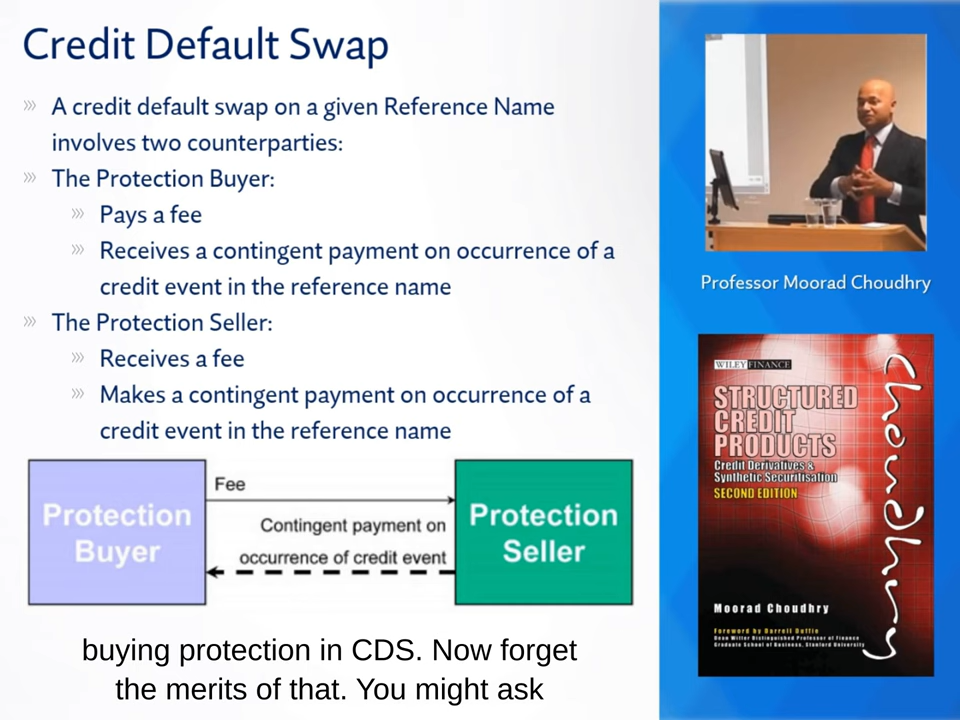 Credit Default Swap
A credit default swap on a given Reference Name
involves two counterparties:
The Protection Buyer:
Pays a fee
Receives a contingent payment on occurrence of a
credit event in the reference name
The Protection Seller:
Receives a fee
Makes a contingent payment on occurrence of a
credit event in the reference name
Protection
Buyer
Fee
Contingent payment on
occurrence of credit event
Protection
Seller
buying protection in CDS. Now forget
the merits of that. You might ask
Professor Moorad Choudhry
WILEY FINANCE
STRUCTURED
CREDIT
PRODUCTS
Credit Derivatives &
Synthetic Securitisation
SECOND EDITION
choudhry
Moorad Choudhry
Foreword by Darrell Duffie
Dean Witter Distinguished Professor of Finance
Graduate School of Business, Stanford University